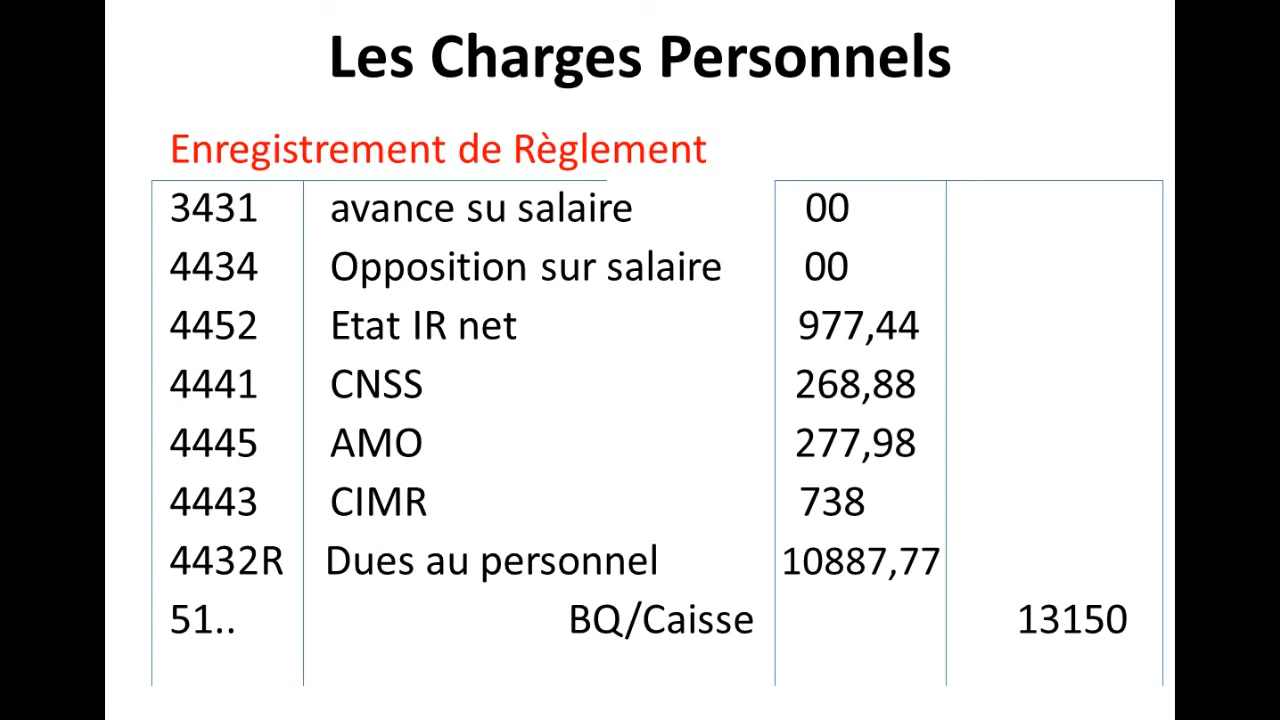 Les Charges Personnels
Enregistrement de Règlement
3431 avance su salaire 00
4434 Opposition sur salaire 00
4452 Etat IR net 977,44
4441 CNSS 268,88
4445 AMO 277,98
4443 CIMR 738
4432R Dues au personnel 10887,77
51.. BQ/Caisse 13150